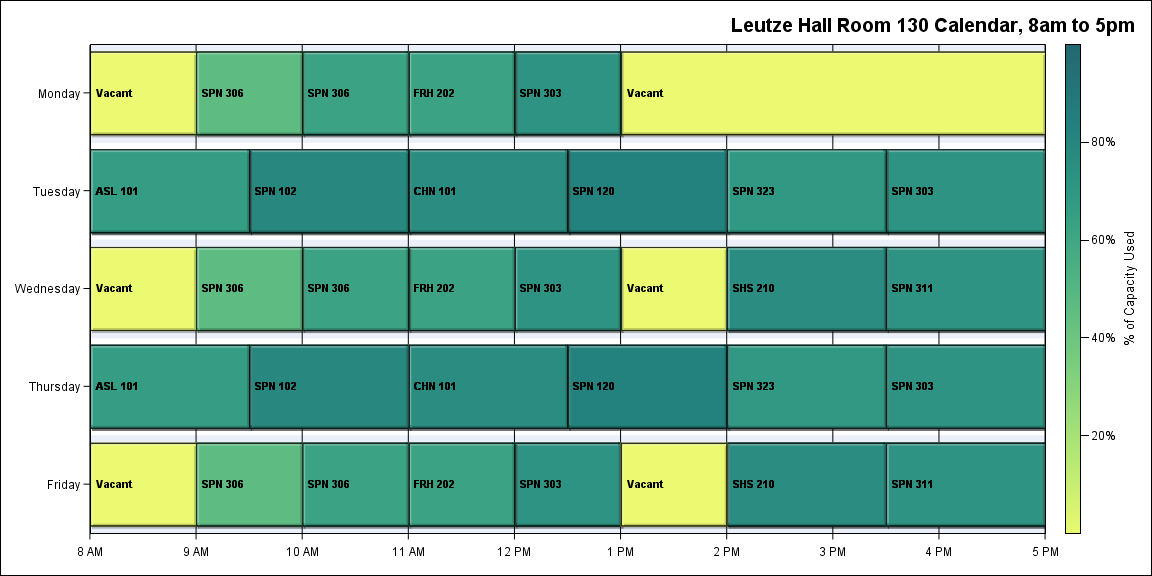 Leutze Hall Room 130 Calendar, 8am to 5pm
Monday
Vacant
SPN 306
SPN 306
FRH 202
SPN 303
Vacant
Tuesday
ASL 101
SPN 102
CHN 101
SPN 120
SPN 323
SPN 303
Wednesday
Vacant
SPN 306
SPN 306
FRH 202
SPN 303
Vacant
SHS 210
SPN 311
Thursday
ASL 101
SPN 102
CHN 101
SPN 120
SPN 323
SPN 303
Friday
Vacant
SPN 306
SPN 306
FRH 202
SPN 303
Vacant
SHS 210
SPN 311
8 AM
9 AM
10 AM
11 AM
12 PM
1 PM
2 PM
3 PM
4 PM
5 PM
80%
60%
40%
20%
% of Capacity Used